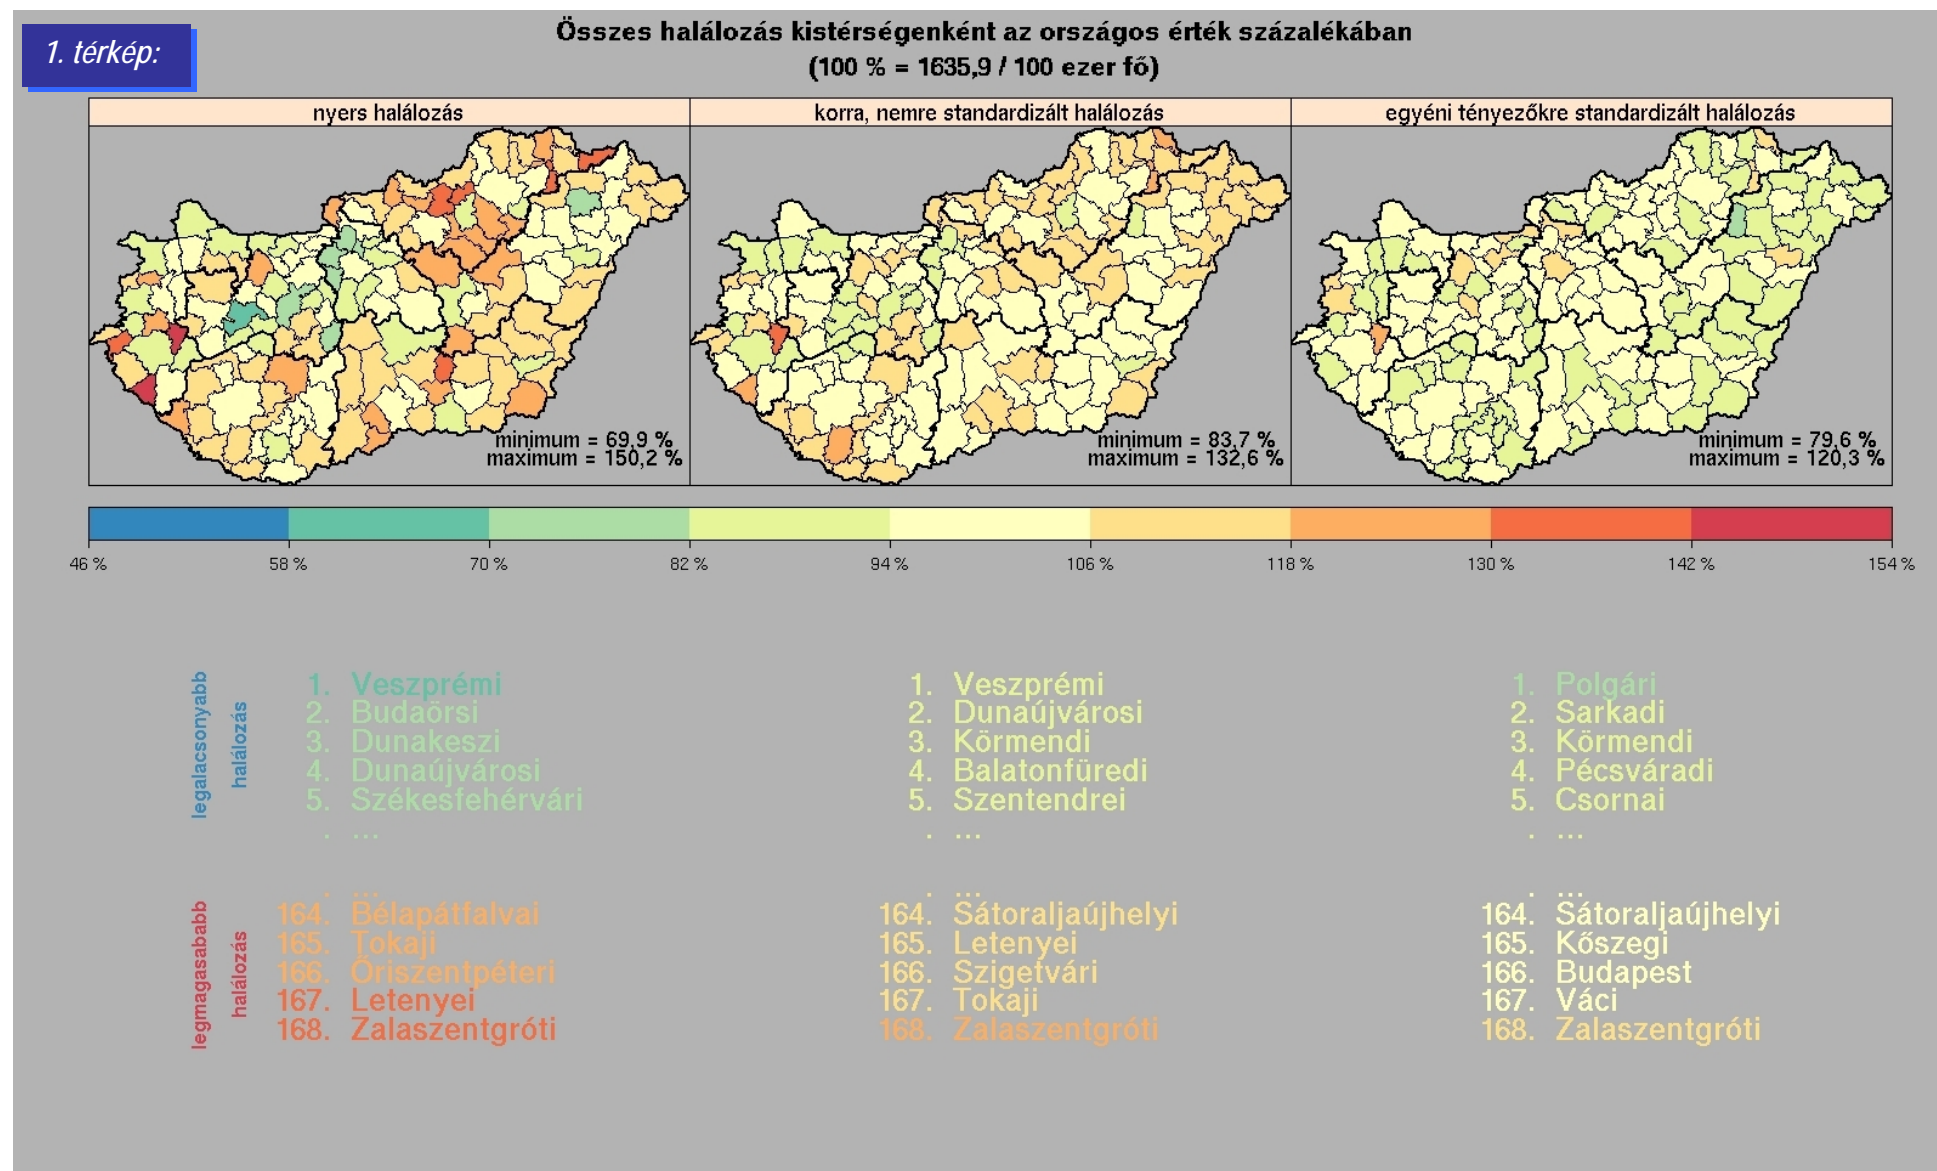 1. térkép:
Összes halálozás kistérségenként az országos érték százalékában
(100 % = 1635,9 / 100 ezer fő)
nyers halálozás
korra, nemre standardizált halálozás
egyéni tényezőkre standardizált halálozás
minimum = 69,9 %
maximum = 150,2 %
minimum = 83,7 %
maximum = 132,6 %
minimum = 79,6 %
maximum = 120,3 %
46 % 58 % 70 % 82 % 94 % 106 % 118 % 130 % 142 % 154 %
legalacsonyabb
halálozás
1. Veszprémi
2. Budaörsi
3. Dunakeszi
4. Dunaújvárosi
5. Székesfehérvári
. ...
1. Veszprémi
2. Dunaújvárosi
3. Körmendi
4. Balatonfüredi
5. Szentendrei
. ...
1. Polgári
2. Sarkadi
3. Körmendi
4. Pécsváradi
5. Csornai
. ...
legmagasababb
halálozás
. ...
164. Bélapátfalvai
165. Tokaji
166. Őriszentpéteri
167. Letenyei
168. Zalaszentgróti
. ...
164. Sátoraljaújhelyi
165. Letenyei
166. Szigetvári
167. Tokaji
168. Zalaszentgróti
. ...
164. Sátoraljaújhelyi
165. Kőszegi
166. Budapest
167. Váci
168. Zalaszentgróti